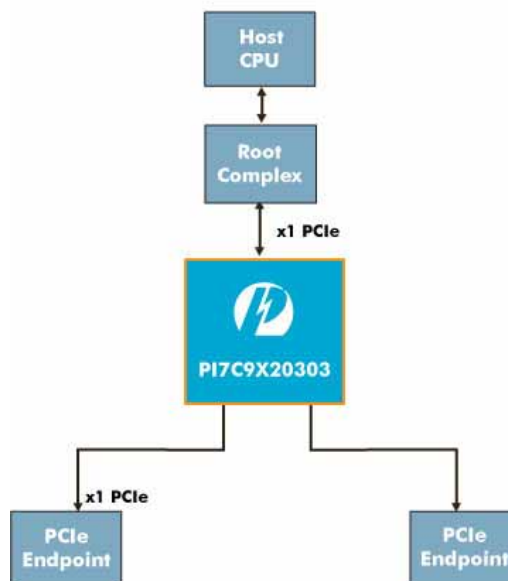 Host
CPU
Root
Complex
x1 PCIe
PI7C9X20303
x1 PCIe
PCIe
Endpoint
PCIe
Endpoint